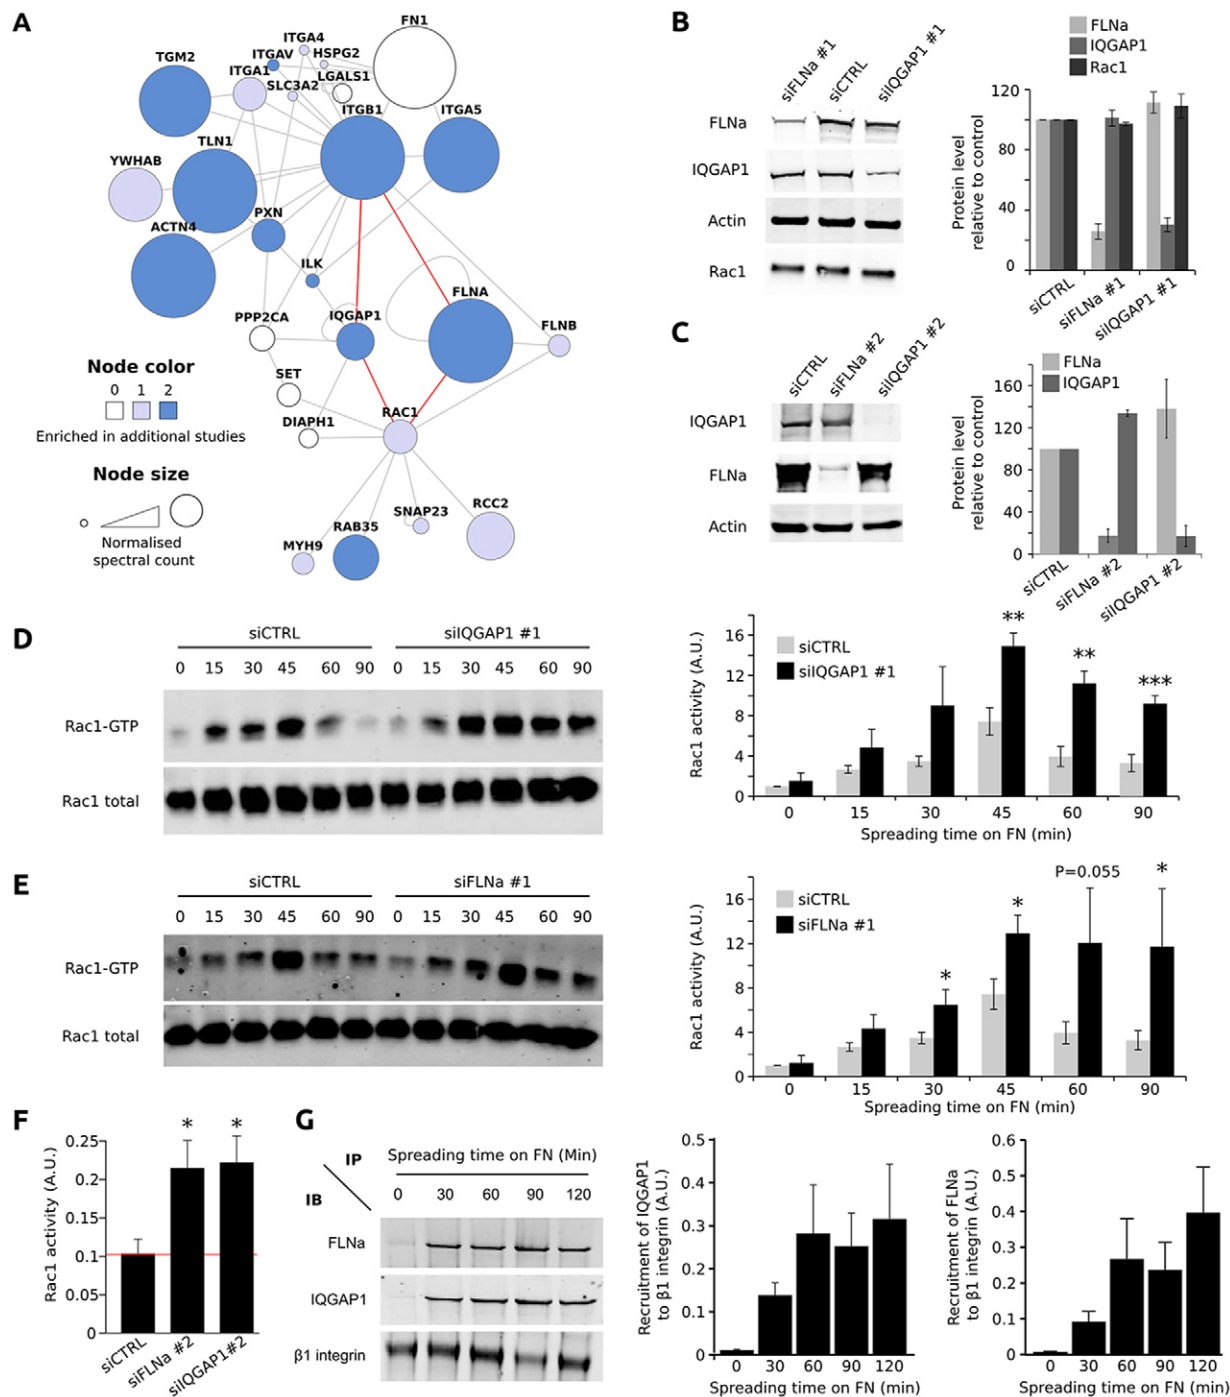 A
FN1
ITGA4
ITGAV
HSPG2
TGM2
ITGA1
LGALS1
SLC3A2
ITGB1
ITGA5
TLN1
YWHAB
PXN
ACTN4
ILK
FLNA
IQGAP1
PPP2CA
FLNB
SET
RAC1
DIAPH1
SNAP23
RCC2
RAB35
MYH9
Node color
0 1 2
Enriched in additional studies
Node size
Normalised
spectral count
B
siFLNa #1
siCTRL
siIQGAP1 #1
FLNa
IQGAP1
Actin
Rac1
FLNa
IQGAP1
Rac1
Protein level
relative to control
120
80
40
0
siCTRL
siFLNa #1
siIQGAP1 #1
C
siCTRL
siFLNa #2
siIQGAP1 #2
IQGAP1
FLNa
Actin
FLNa
IQGAP1
Protein level
relative to control
160
120
80
40
0
siCTRL
siFLNa #2
siIQGAP1 #2
D
siCTRL siIQGAP1 #1
0 15 30 45 60 90 0 15 30 45 60 90
Rac1-GTP
Rac1 total
Rac1 activity (A.U.)
16
12
8
4
0
siCTRL
siIQGAP1 #1
**
**
***
0 15 30 45 60 90
Spreading time on FN (min)
E
siCTRL siFLNa #1
0 15 30 45 60 90 0 15 30 45 60 90
Rac1-GTP
Rac1 total
Rac1 activity (A.U.)
16
12
8
4
0
siCTRL
siFLNa #1
*
*
P=0.055
*
0 15 30 45 60 90
Spreading time on FN (min)
F
Rac1 activity (A.U.)
0.25
0.2
0.15
0.1
0.05
0
* *
siCTRL
siFLNa #2
siIQGAP1#2
G
IP
IB
Spreading time on FN (Min)
0 30 60 90 120
FLNa
IQGAP1
β1 integrin
Recruitment of IQGAP1
to β1 integrin (A.U.)
0.5
0.4
0.3
0.2
0.1
0
0 30 60 90 120
Spreading time on FN (min)
Recruitment of FLNa
to β1 integrin (A.U.)
0.6
0.4
0.2
0
0 30 60 90 120
Spreading time on FN (min)